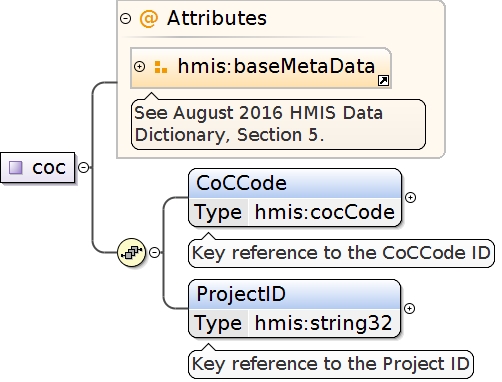 @ Attributes
hmis:baseMetaData
See August 2016 HMIS Data
Dictionary, Section 5.
coc
CoCCode
Type hmis:cocCode
Key reference to the CoCCode ID
ProjectID
Type hmis:string32
Key reference to the Project ID